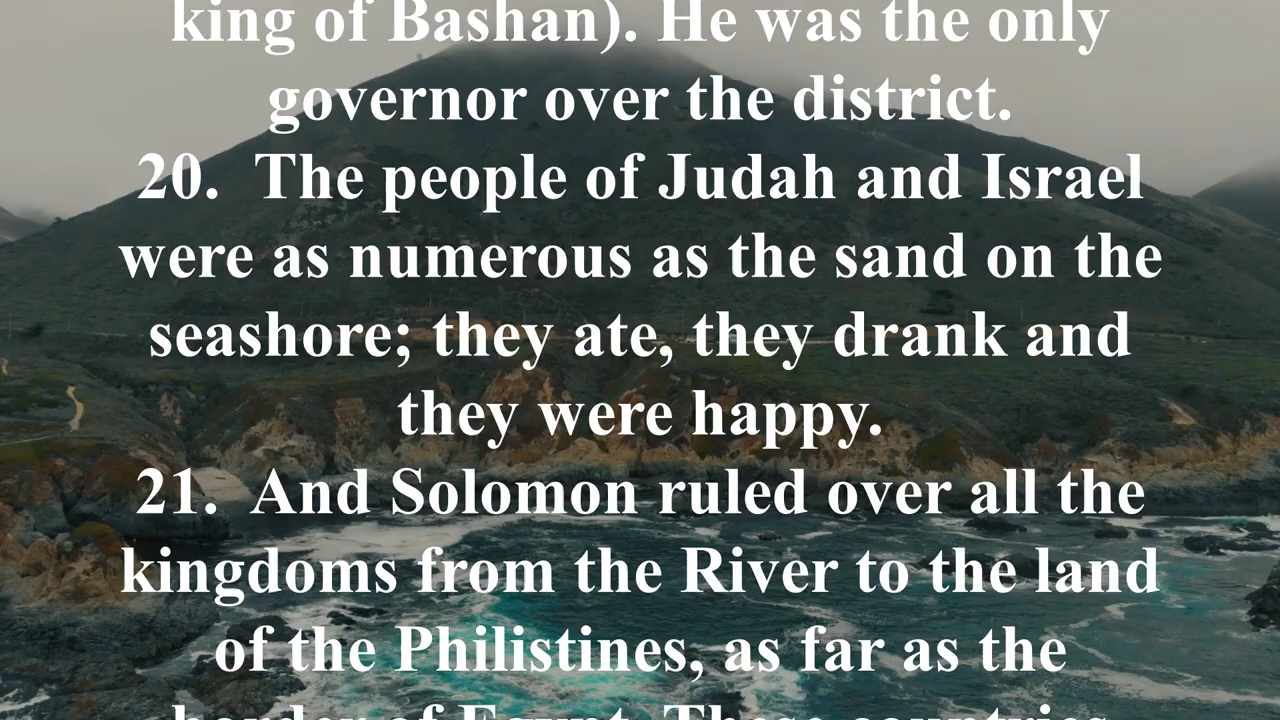 king of Bashan). He was the only
governor over the district.
20.  The people of Judah and Israel
were as numerous as the sand on the
seashore; they ate, they drank and
they were happy.
21.  And Solomon ruled over all the
kingdoms from the River to the land
of the Philistines, as far as the
border of Egypt. These countries